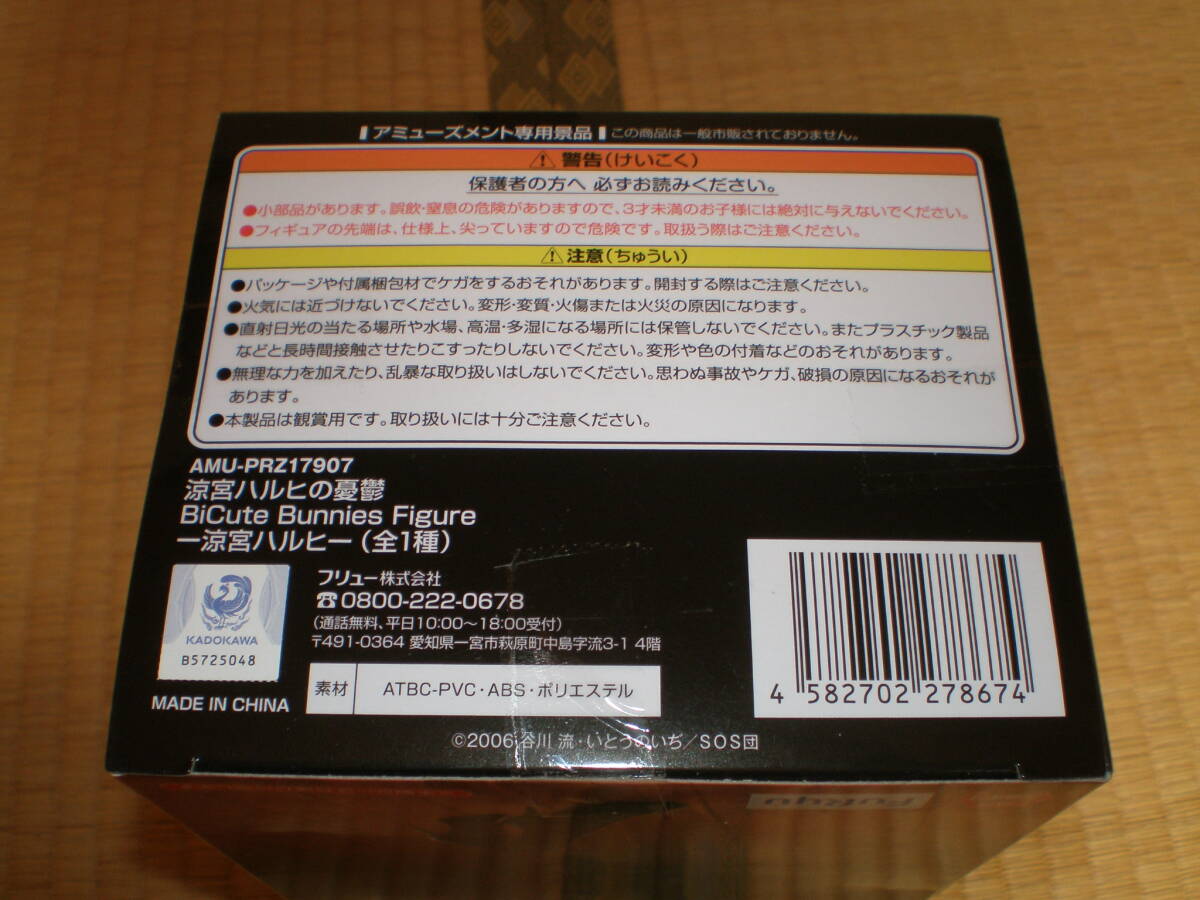 アミューズメント専用景品 この商品は一般市販されておりません。
警告(けいこく)
保護者の方へ 必ずお読みください。
●小部品があります。誤飲・窒息の危険がありますので、3才未満のお子様には絶対に与えないでください。
●フィギュアの先端は、仕様上、尖っていますので危険です。取扱う際はご注意ください。
注意(ちゅうい)
●パッケージや付属梱包材でケガをするおそれがあります。開封する際はご注意ください。
●火気には近づけないでください。変形・変質・火傷または火災の原因になります。
●直射日光の当たる場所や水場、高温・多湿になる場所には保管しないでください。またプラスチック製品
などと長時間接触させたりこすったりしないでください。変形や色の付着などのおそれがあります。
●無理な力を加えたり、乱暴な取り扱いはしないでください。思わぬ事故やケガ、破損の原因になるおそれが
あります。
●本製品は観賞用です。取り扱いには十分ご注意ください。
AMU-PRZ17907
涼宮ハルヒの憂鬱
BiCute Bunnies Figure
ー涼宮ハルヒー(全1種)
KADOKAWA
B5725048
MADE IN CHINA
フリュー株式会社
☎0800-222-0678
(通話無料、平日10:00〜18:00受付)
〒491-0364 愛知県一宮市萩原町中島字流3-1 4階
素材 ATBC-PVC・ABS・ポリエステル
4 582702 278674
©2006 谷川 流・いとうのいぢ/SOS団
FuRyu